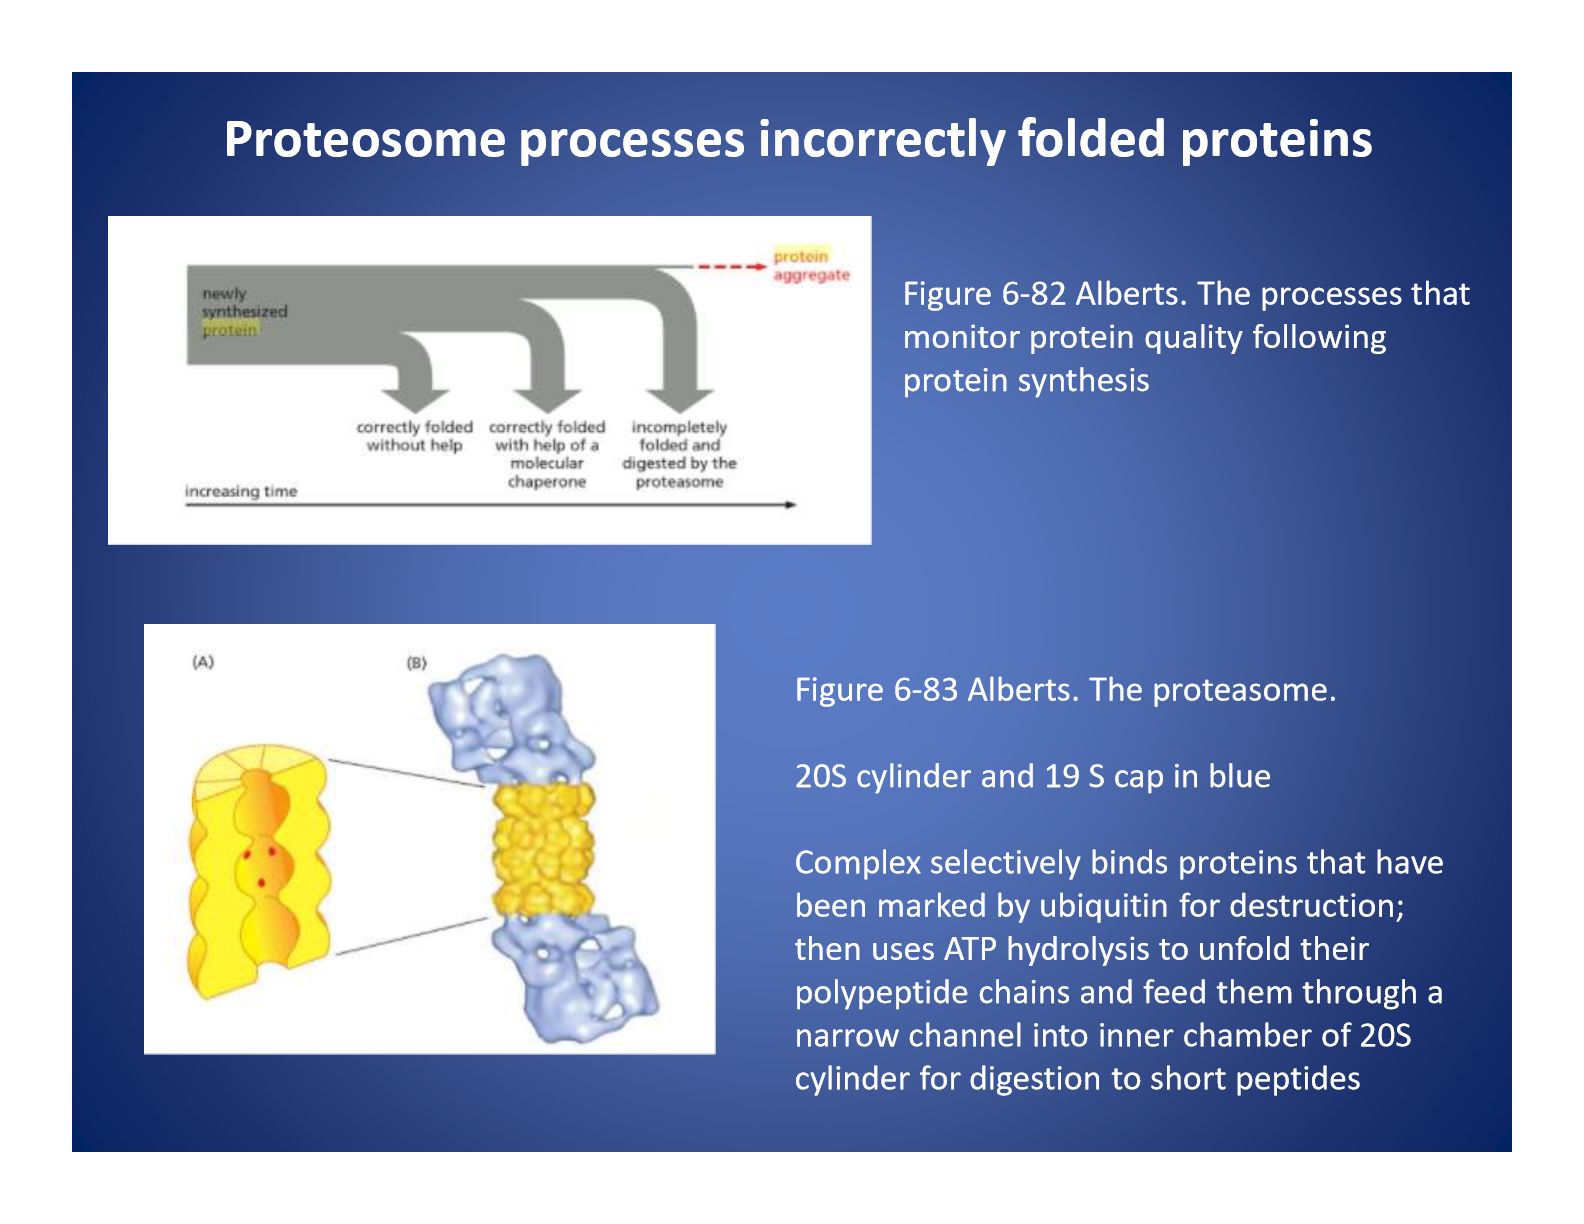 Proteosome processes incorrectly folded proteins
protein
aggregate
newly
synthesized
protein
correctly folded
without help
correctly folded
with help of a
molecular
chaperone
incompletely
folded and
digested by the
proteasome
increasing time
Figure 6-82 Alberts. The processes that
monitor protein quality following
protein synthesis
(A)
(B)
Figure 6-83 Alberts. The proteasome.
20S cylinder and 19 S cap in blue
Complex selectively binds proteins that have
been marked by ubiquitin for destruction;
then uses ATP hydrolysis to unfold their
polypeptide chains and feed them through a
narrow channel into inner chamber of 20S
cylinder for digestion to short peptides